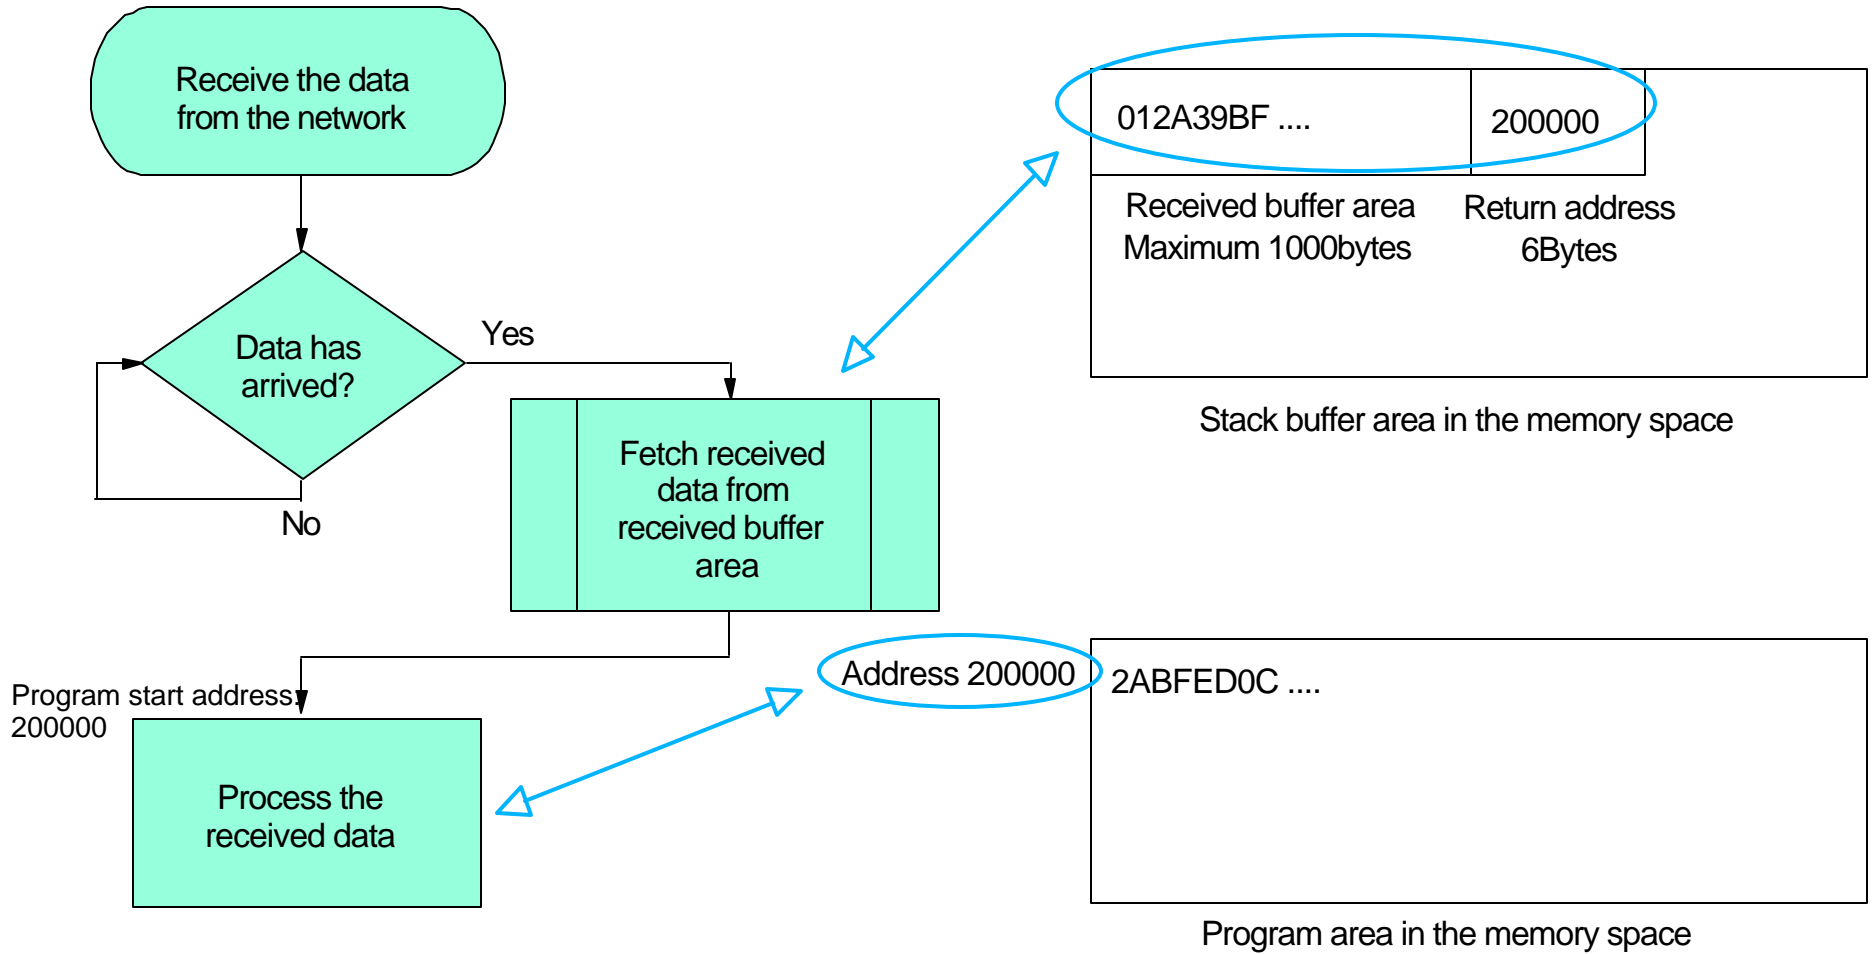 Receive the data
from the network
Data has
arrived?
Yes
No
Fetch received
data from
received buffer
area
Program start address:
200000
Process the
received data
012A39BF ....
200000
Received buffer area
Maximum 1000bytes
Return address
6Bytes
Stack buffer area in the memory space
Address 200000
2ABFED0C ....
Program area in the memory space